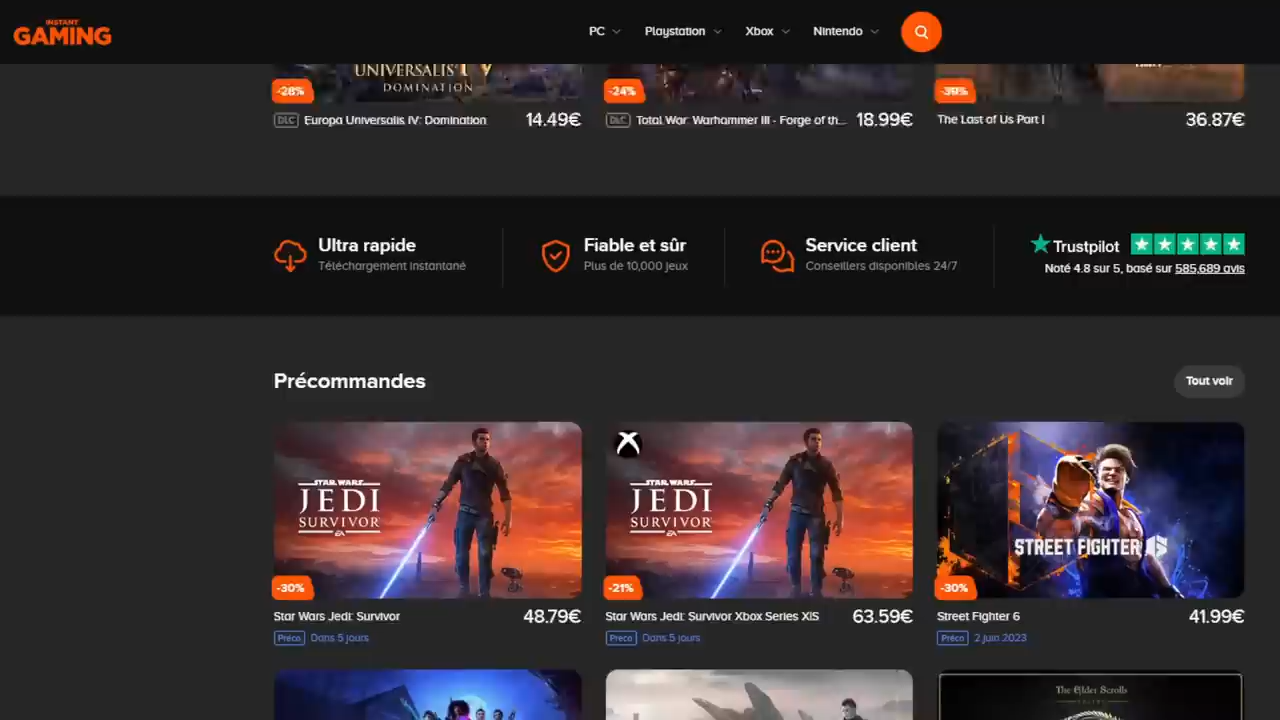 INSTANT
GAMING
PC
Playstation
Xbox
Nintendo
UNIVERSALIS IV
DOMINATION
-28%
-24%
-39%
DLC Europa Universalis IV: Domination 14.49€
DLC Total War: Warhammer III - Forge of th... 18.99€
The Last of Us Part I 36.87€
Ultra rapide
Téléchargement instantané
Fiable et sûr
Plus de 10,000 jeux
Service client
Conseillers disponibles 24/7
Trustpilot
Noté 4.8 sur 5, basé sur 585,689 avis
Précommandes
Tout voir
STAR WARS
JEDI
SURVIVOR
EA
-30%
STAR WARS
JEDI
SURVIVOR
EA
-21%
STREET FIGHTER 6
-30%
Star Wars Jedi: Survivor 48.79€
Préco Dans 5 jours
Star Wars Jedi: Survivor Xbox Series X|S 63.59€
Préco Dans 5 jours
Street Fighter 6 41.99€
Préco 2 juin 2023
The Elder Scrolls